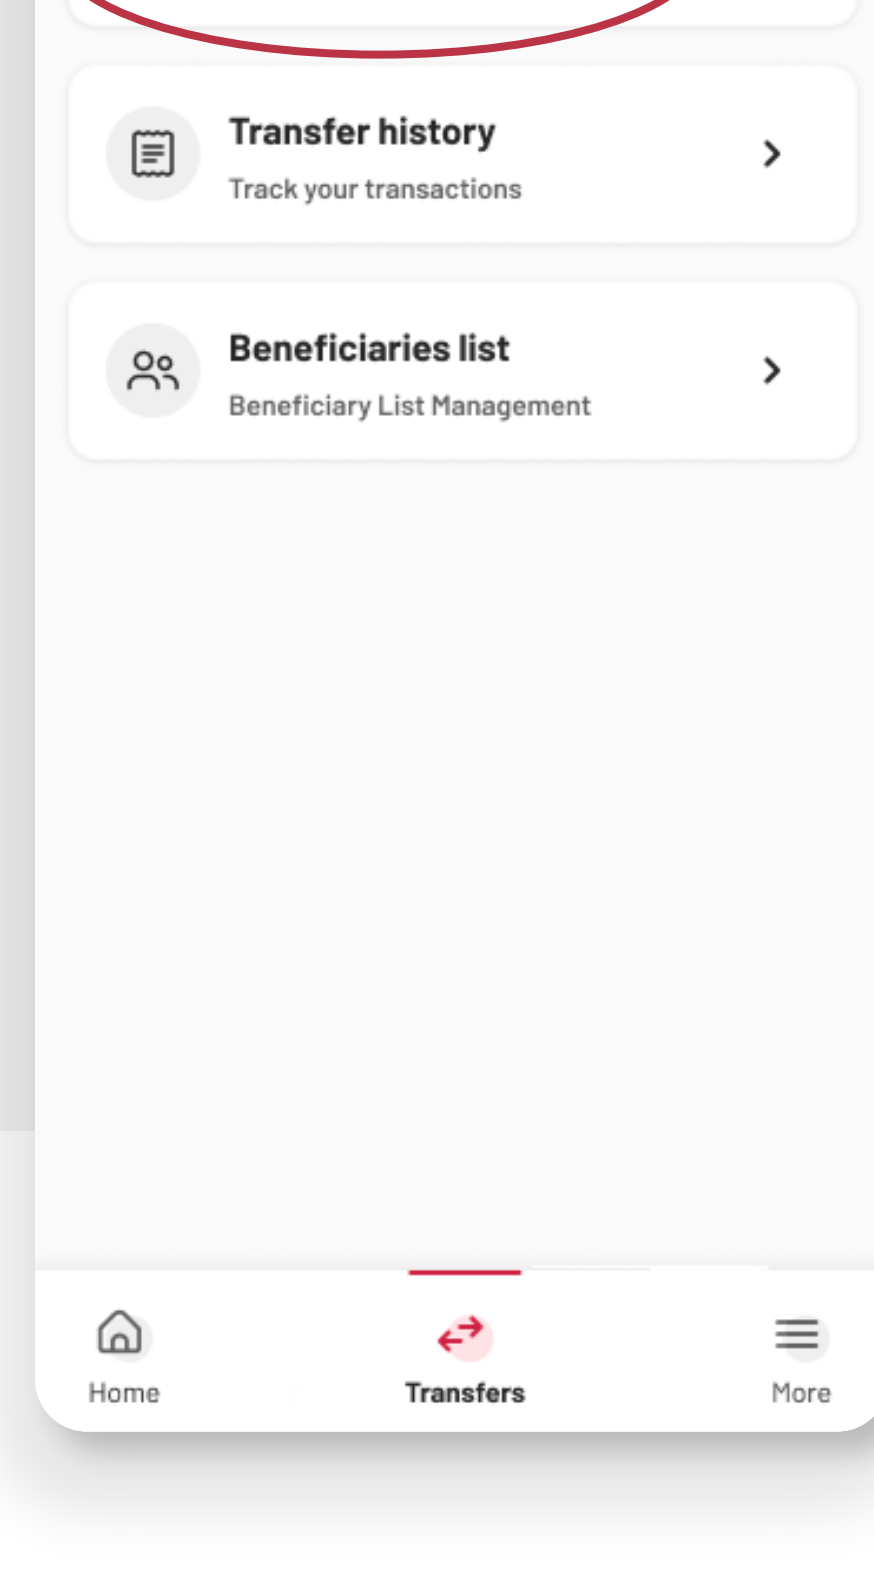 Transfer history
Track your transactions
Beneficiaries list
Beneficiary List Management
Home
Transfers
More